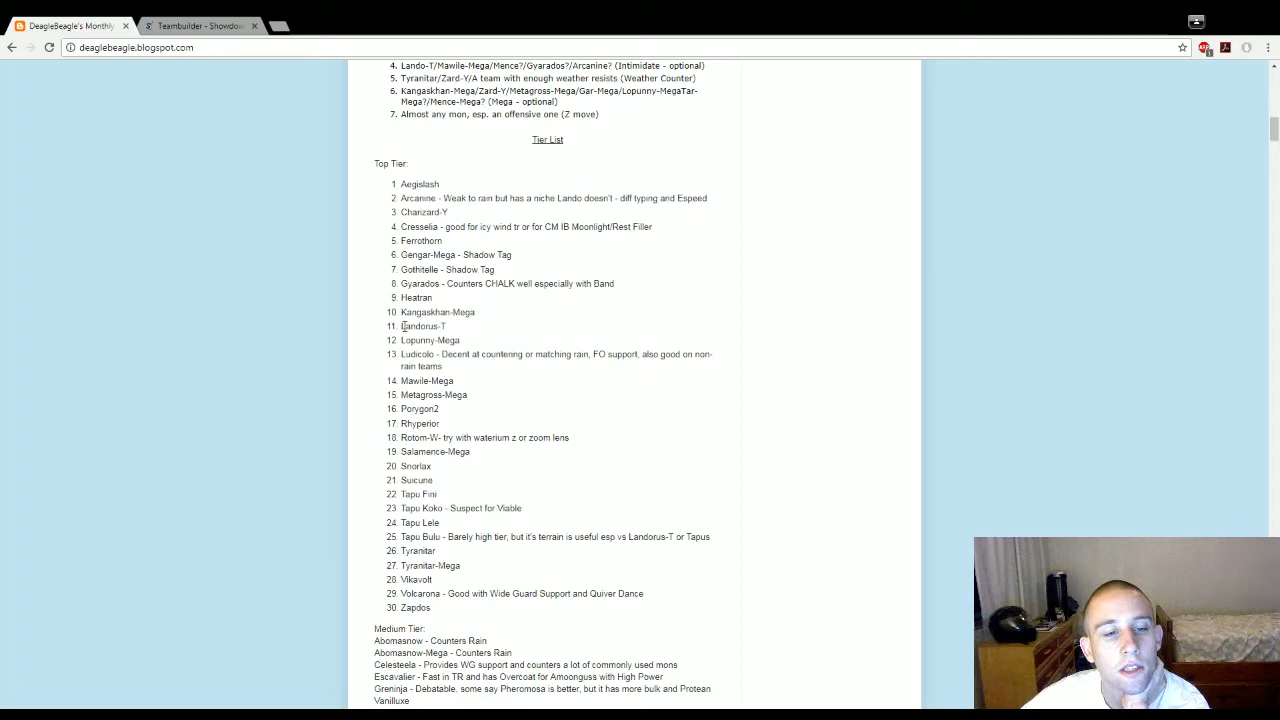 DeagleBeagle's Monthly
Teambuilder - Showdow
deaglebeagle.blogspot.com
4. Lando-T/Mawile-Mega/Mence?/Gyarados?/Arcanine? (Intimidate - optional)
5. Tyranitar/Zard-Y/A team with enough weather resists (Weather Counter)
6. Kangaskhan-Mega/Zard-Y/Metagross-Mega/Gar-Mega/Lopunny-MegaTar-
Mega?/Mence-Mega? (Mega - optional)
7. Almost any mon, esp. an offensive one (Z move)
Tier List
Top Tier:
1. Aegislash
2. Arcanine - Weak to rain but has a niche Lando doesn't - diff typing and Espeed
3. Charizard-Y
4. Cresselia - good for icy wind tr or for CM IB Moonlight/Rest Filler
5. Ferrothorn
6. Gengar-Mega - Shadow Tag
7. Gothitelle - Shadow Tag
8. Gyarados - Counters CHALK well especially with Band
9. Heatran
10. Kangaskhan-Mega
11. Landorus-T
12. Lopunny-Mega
13. Ludicolo - Decent at countering or matching rain, FO support, also good on non-
rain teams
14. Mawile-Mega
15. Metagross-Mega
16. Porygon2
17. Rhyperior
18. Rotom-W- try with waterium z or zoom lens
19. Salamence-Mega
20. Snorlax
21. Suicune
22. Tapu Fini
23. Tapu Koko - Suspect for Viable
24. Tapu Lele
25. Tapu Bulu - Barely high tier, but it's terrain is useful esp vs Landorus-T or Tapus
26. Tyranitar
27. Tyranitar-Mega
28. Vikavolt
29. Volcarona - Good with Wide Guard Support and Quiver Dance
30. Zapdos
Medium Tier:
Abomasnow - Counters Rain
Abomasnow-Mega - Counters Rain
Celesteela - Provides WG support and counters a lot of commonly used mons
Escavalier - Fast in TR and has Overcoat for Amoonguss with High Power
Greninja - Debatable, some say Pheromosa is better, but it has more bulk and Protean
Vanilluxe